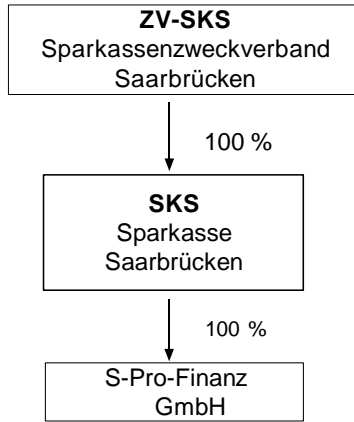 ZV-SKS
Sparkassenzweckverband
Saarbrücken
100 %
SKS
Sparkasse
Saarbrücken
100 %
S-Pro-Finanz
GmbH